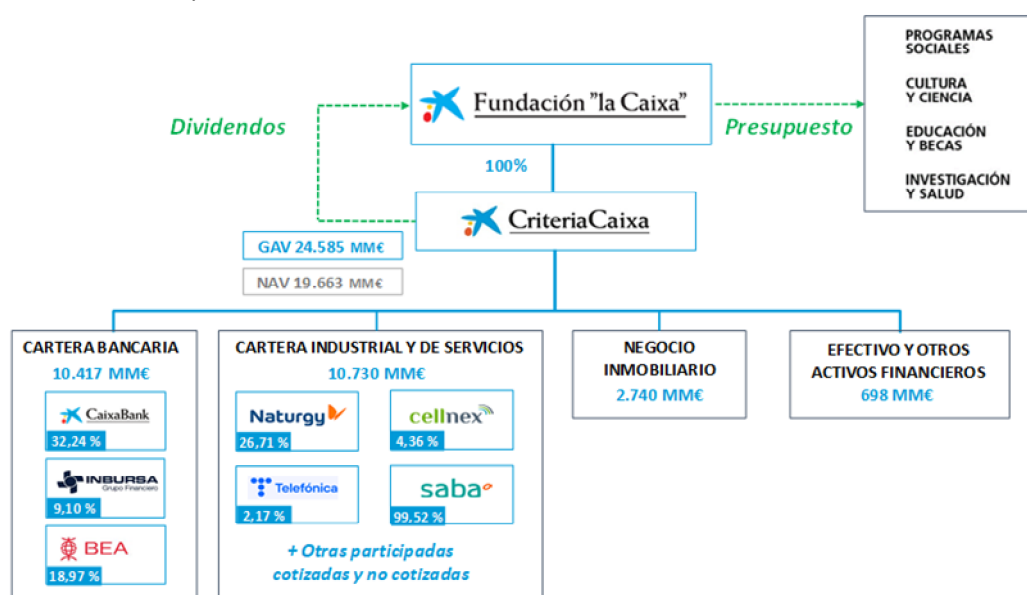 PROGRAMAS
SOCIALES
CULTURA
Y CIENCIA
EDUCACIÓN
Y BECAS
INVESTIGACIÓN
Y SALUD
Fundación "la Caixa"
Dividendos
Presupuesto
100%
CriteriaCaixa
GAV 24.585 MM€
NAV 19.663 MM€
CARTERA BANCARIA
10.417 MM€
CaixaBank
32,24 %
INBURSA
Grupo Financiero
9,10 %
BEA
18,97 %
CARTERA INDUSTRIAL Y DE SERVICIOS
10.730 MM€
Naturgy
26,71 %
cellnex
4,36 %
Telefónica
2,17 %
saba
99,52 %
+ Otras participadas
cotizadas y no cotizadas
NEGOCIO
INMOBILIARIO
2.740 MM€
EFECTIVO Y OTROS
ACTIVOS FINANCIEROS
698 MM€